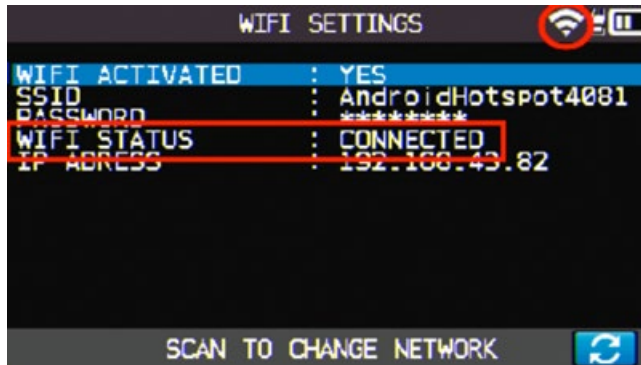 WIFI SETTINGS
WIFI ACTIVATED : YES
SSID : AndroidHotspot4081
PASSWORD : ********
WIFI STATUS : CONNECTED
IP ADRESS : 192.168.43.82
SCAN TO CHANGE NETWORK